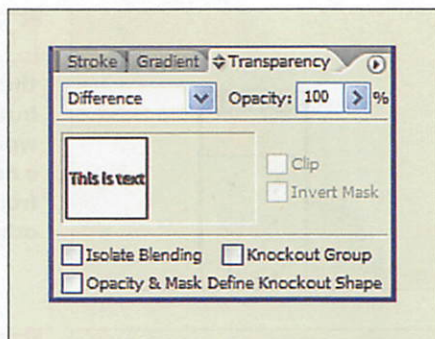 Stroke Gradient Transparency
Difference Opacity: 100 %
This is text
Clip
Invert Mask
Isolate Blending Knockout Group
Opacity & Mask Define Knockout Shape